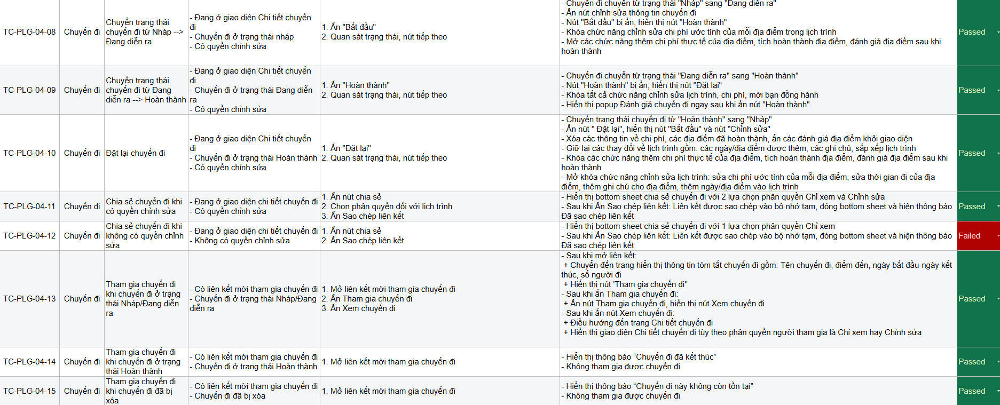 TC-PLG-04-08
Chuyến đi
Chuyển trạng thái
chuyến đi từ Nháp -->
Đang diễn ra
- Đang ở giao diện Chi tiết chuyến
đi
- Chuyến đi ở trạng thái nháp
- Có quyền chỉnh sửa
1. Ấn "Bắt đầu"
2. Quan sát trạng thái, nút tiếp theo
- Chuyến đi chuyển từ trạng thái "Nháp" sang "Đang diễn ra"
- Ẩn nút chỉnh sửa thông tin chuyến đi
- Nút "Bắt đầu" bị ẩn, hiển thị nút "Hoàn thành"
- Khóa chức năng chỉnh sửa chi phí ước tính của mỗi địa điểm trong lịch trình
- Mở các chức năng thêm chi phí thực tế của địa điểm, tích hoàn thành địa điểm, đánh giá địa điểm sau khi
hoàn thành
Passed
TC-PLG-04-09
Chuyến đi
Chuyển trạng thái
chuyến đi từ Đang
diễn ra --> Hoàn thành
- Đang ở giao diện Chi tiết chuyến
đi
- Chuyến đi ở trạng thái Đang diễn
ra
- Có quyền chỉnh sửa
1. Ấn "Hoàn thành"
2. Quan sát trạng thái, nút tiếp theo
- Chuyến đi chuyển từ trạng thái "Đang diễn ra" sang "Hoàn thành"
- Nút "Hoàn thành" bị ẩn, hiển thị nút "Đặt lại"
- Khóa tất cả chức năng chỉnh sửa lịch trình, chi phí, mời bạn đồng hành
- Hiển thị popup Đánh giá chuyến đi ngay sau khi ấn nút "Hoàn thành"
Passed
TC-PLG-04-10
Chuyến đi
Đặt lại chuyến đi
- Đang ở giao diện Chi tiết chuyến
đi
- Chuyến đi ở trạng thái Hoàn thành
- Có quyền chỉnh sửa
1. Ấn "Đặt lại"
2. Quan sát trạng thái, nút tiếp theo
- Chuyển trạng thái chuyến đi từ "Hoàn thành" sang "Nháp"
- Ẩn nút " Đặt lại", hiển thị nút "Bắt đầu" và nút "Chỉnh sửa"
- Xóa các thông tin về chi phí, các địa điểm đã hoàn thành, ẩn các đánh giá địa điểm khỏi giao diện
- Giữ lại các thay đổi về lịch trình gồm: các ngày/địa điểm được thêm, các ghi chú, sắp xếp lịch trình
- Khóa các chức năng thêm chi phí thực tế của địa điểm, tích hoàn thành địa điểm, đánh giá địa điểm sau khi
hoàn thành
- Mở khóa chức năng chỉnh sửa lịch trình: sửa chi phí ước tính của mỗi địa điểm, sửa thời gian đi của địa
điểm, thêm ghi chú cho địa điểm, thêm ngày/địa điểm vào lịch trình
Passed
TC-PLG-04-11
Chuyến đi
Chia sẻ chuyến đi khi
có quyền chỉnh sửa
- Đang ở giao diện chi tiết chuyến đi
- Có quyền chỉnh sửa
1. Ấn nút chia sẻ
2. Chọn phân quyền đối với lịch trình
3. Ấn Sao chép liên kết
- Hiển thị bottom sheet chia sẻ chuyến đi với 2 lựa chọn phân quyền Chỉ xem và Chỉnh sửa
- Sau khi Ấn Sao chép liên kết: Liên kết được sao chép vào bộ nhớ tạm, đóng bottom sheet và hiện thông báo
Đã sao chép liên kết
Passed
TC-PLG-04-12
Chuyến đi
Chia sẻ chuyến đi khi
không có quyền chỉnh
sửa
- Đang ở giao diện chi tiết chuyến đi
- Không có quyền chỉnh sửa
1. Ấn nút chia sẻ
2. Ấn Sao chép liên kết
- Hiển thị bottom sheet chia sẻ chuyến đi với 1 lựa chọn phân quyền Chỉ xem
- Sau khi Ấn Sao chép liên kết: Liên kết được sao chép vào bộ nhớ tạm, đóng bottom sheet và hiện thông báo
Đã sao chép liên kết
Failed
TC-PLG-04-13
Chuyến đi
Tham gia chuyến đi
khi chuyến đi ở trạng
thái Nháp/Đang diễn
ra
- Có liên kết mời tham gia chuyến đi
- Chuyến đi ở trạng thái Nháp/Đang
diễn ra
1. Mở liên kết mời tham gia chuyến đi
2. Ấn Tham gia chuyến đi
3. Ấn Xem chuyến đi
- Sau khi mở liên kết:
+ Chuyển đến trang hiển thị thông tin tóm tắt chuyến đi gồm: Tên chuyến đi, điểm đến, ngày bắt đầu-ngày kết
thúc, số người đi
+ Hiển thị nút 'Tham gia chuyến đi"
- Sau khi ấn Tham gia chuyến đi:
+ Ẩn nút Tham gia chuyến đi, hiển thị nút Xem chuyến đi
- Sau khi ấn nút Xem chuyến đi:
+ Điều hướng đến trang Chi tiết chuyến đi
+ Hiển thị giao diện Chi tiết chuyến đi tùy theo phân quyền người tham gia là Chỉ xem hay Chỉnh sửa
Passed
TC-PLG-04-14
Chuyến đi
Tham gia chuyến đi
khi chuyến đi ở trạng
thái Hoàn thành
- Có liên kết mời tham gia chuyến đi
- Chuyến đi ở trạng thái Hoàn thành
1. Mở liên kết mời tham gia chuyến đi
- Hiển thị thông báo “Chuyến đi đã kết thúc”
- Không tham gia được chuyến đi
Passed
TC-PLG-04-15
Chuyến đi
Tham gia chuyến đi
khi chuyến đi đã bị
xóa
- Có liên kết mời tham gia chuyến đi
- Chuyến đi đã bị xóa
1. Mở liên kết mời tham gia chuyến đi
- Hiển thị thông báo “Chuyến đi này không còn tồn tại”
- Không tham gia được chuyến đi
Passed